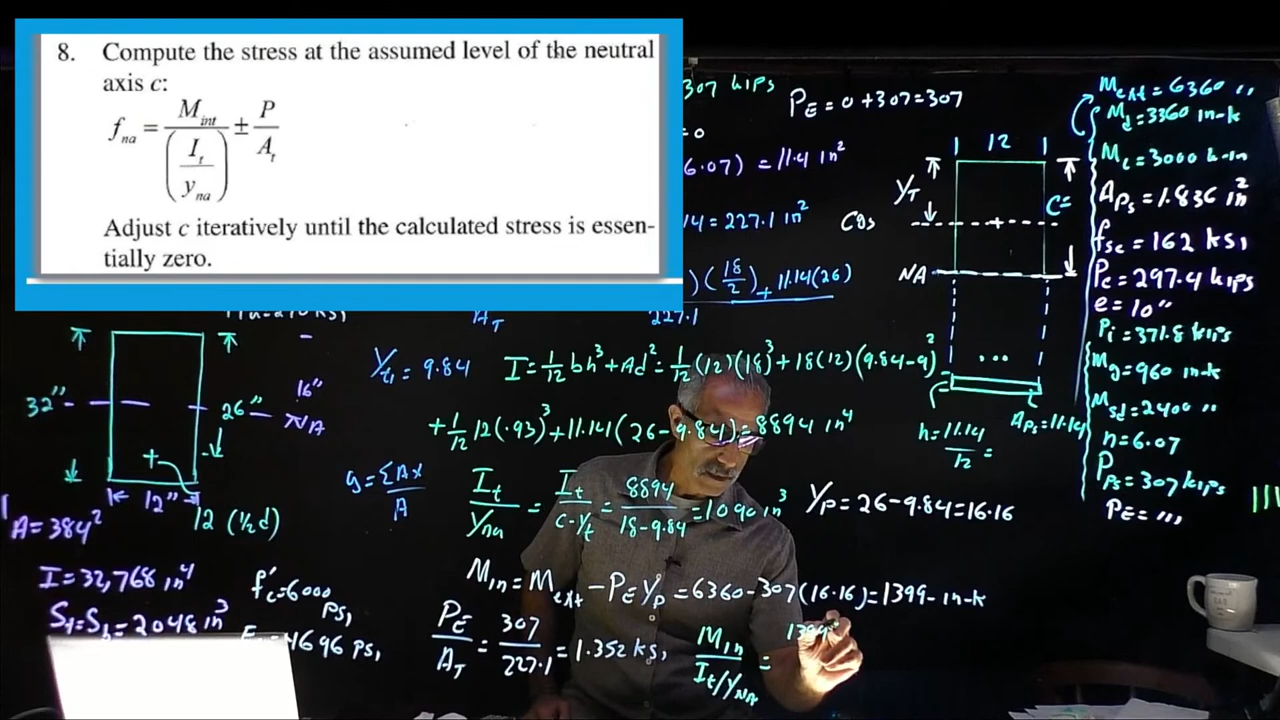 8. Compute the stress at the assumed level of the neutral
axis c:
f_na = M_int / (I_t / y_na) ± P / A_t
Adjust c iteratively until the calculated stress is essen-
tially zero.
307 kips
P_E = 0 + 307 = 307
= 0
6.07) = 11.4 in²
14 = 227.1 in²
) (18/2) + 11.14(26)
A_T
227.1
12
Y_T
C=
CGS
NA
A_Ps = 11.14
h = 11.14/12 =
M_ext = 6360 "
M_d = 3360 in-k
M_L = 3000 k-in
A_Ps = 1.836 in²
f_se = 162 ksi
P_e = 297.4 kips
e = 10"
P_i = 371.8 kips
M_g = 960 in-k
M_sd = 2400 "
n = 6.07
P_Ps = 307 kips
P_E = ,,,
32"
26"
16"
NA
12"
12 (1/2 d)
A = 384²
I = 32,768 in⁴
S_t = S_b = 2048 in³
f'c = 6000 psi
4696 psi
Y_t = 9.84
I = 1/12 bh³ + Ad² = 1/12 (12)(18)³ + 18(12)(9.84-9)²
+ 1/12 12(.93)³ + 11.14(26-9.84) = 8894 in⁴
y = ΣAx / A
I_t / y_na = I_t / (c-y_t) = 8894 / (18-9.84) = 1090 in³
Y_P = 26 - 9.84 = 16.16
M_in = M_ext - P_E Y_P = 6360 - 307(16.16) = 1399 - in-k
P_E / A_T = 307 / 227.1 = 1.352 ksi
M_in / (I_t / y_NA) = 1399